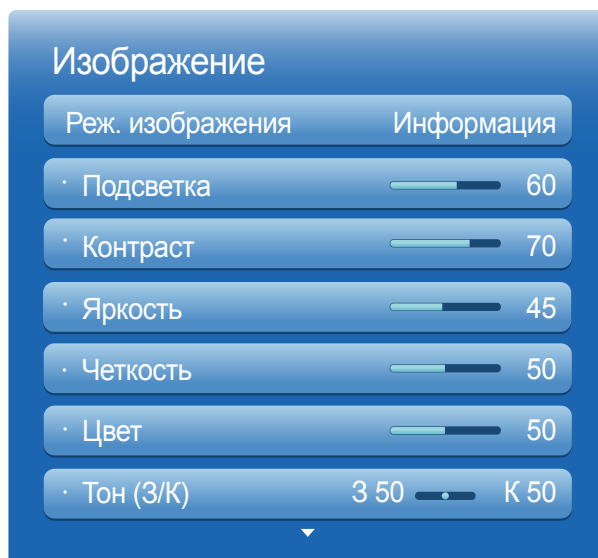 Изображение
Реж. изображения Информация
· Подсветка 60
· Контраст 70
· Яркость 45
· Четкость 50
· Цвет 50
· Тон (З/К) З 50 К 50